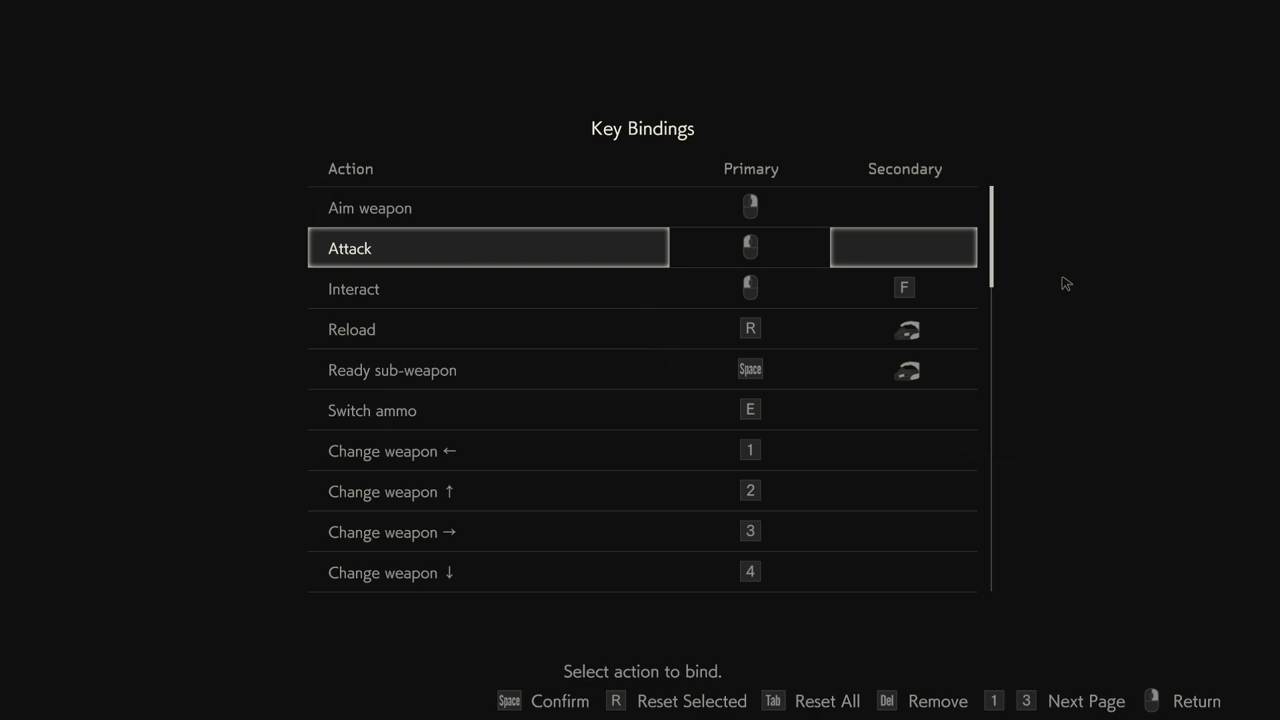 Key Bindings
Action Primary Secondary
Aim weapon
Attack
Interact F
Reload R
Ready sub-weapon Space
Switch ammo E
Change weapon ← 1
Change weapon ↑ 2
Change weapon → 3
Change weapon ↓ 4
Select action to bind.
Space Confirm R Reset Selected Tab Reset All Del Remove 1 3 Next Page Return